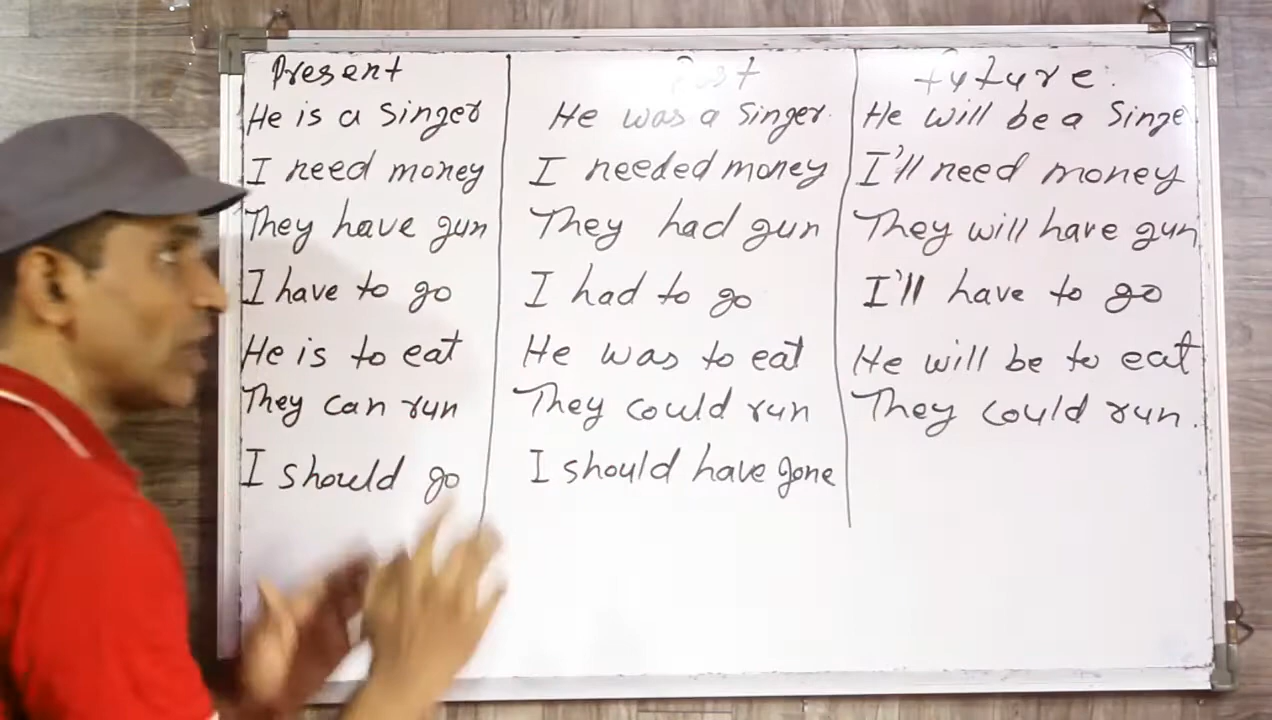 Present Past future:
He is a singer He was a singer. He will be a singe
I need money I needed money I'll need money
They have gun They had gun They will have gun
I have to go I had to go I'll have to go
He is to eat He was to eat He will be to eat
They can run They could run They could run.
I should go I should have gone